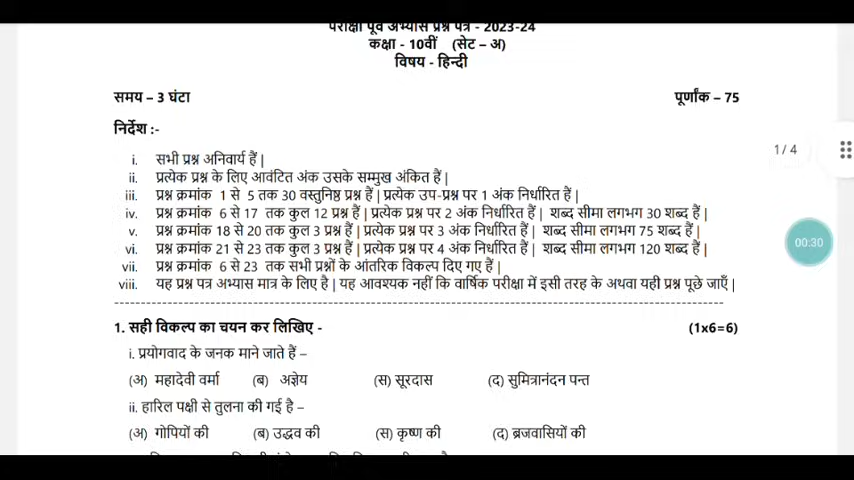 परीक्षा पूर्व अभ्यास प्रश्न पत्र - 2023-24
कक्षा - 10वीं (सेट – अ)
विषय - हिन्दी
समय – 3 घंटा पूर्णांक – 75
निर्देश :-
i. सभी प्रश्न अनिवार्य हैं |
ii. प्रत्येक प्रश्न के लिए आवंटित अंक उसके सम्मुख अंकित हैं |
iii. प्रश्न क्रमांक 1 से 5 तक 30 वस्तुनिष्ठ प्रश्न हैं | प्रत्येक उप-प्रश्न पर 1 अंक निर्धारित हैं |
iv. प्रश्न क्रमांक 6 से 17 तक कुल 12 प्रश्न हैं | प्रत्येक प्रश्न पर 2 अंक निर्धारित हैं | शब्द सीमा लगभग 30 शब्द हैं |
v. प्रश्न क्रमांक 18 से 20 तक कुल 3 प्रश्न हैं | प्रत्येक प्रश्न पर 3 अंक निर्धारित हैं | शब्द सीमा लगभग 75 शब्द हैं |
vi. प्रश्न क्रमांक 21 से 23 तक कुल 3 प्रश्न हैं | प्रत्येक प्रश्न पर 4 अंक निर्धारित हैं | शब्द सीमा लगभग 120 शब्द हैं |
vii. प्रश्न क्रमांक 6 से 23 तक सभी प्रश्नों के आंतरिक विकल्प दिए गए हैं |
viii. यह प्रश्न पत्र अभ्यास मात्र के लिए है | यह आवश्यक नहीं कि वार्षिक परीक्षा में इसी तरह के अथवा यही प्रश्न पूछे जाएँ |
1. सही विकल्प का चयन कर लिखिए - (1x6=6)
i. प्रयोगवाद के जनक माने जाते हैं –
(अ) महादेवी वर्मा (ब) अज्ञेय (स) सूरदास (द) सुमित्रानंदन पन्त
ii. हारिल पक्षी से तुलना की गई है –
(अ) गोपियों की (ब) उद्धव की (स) कृष्ण की (द) ब्रजवासियों की
1 / 4
00:30